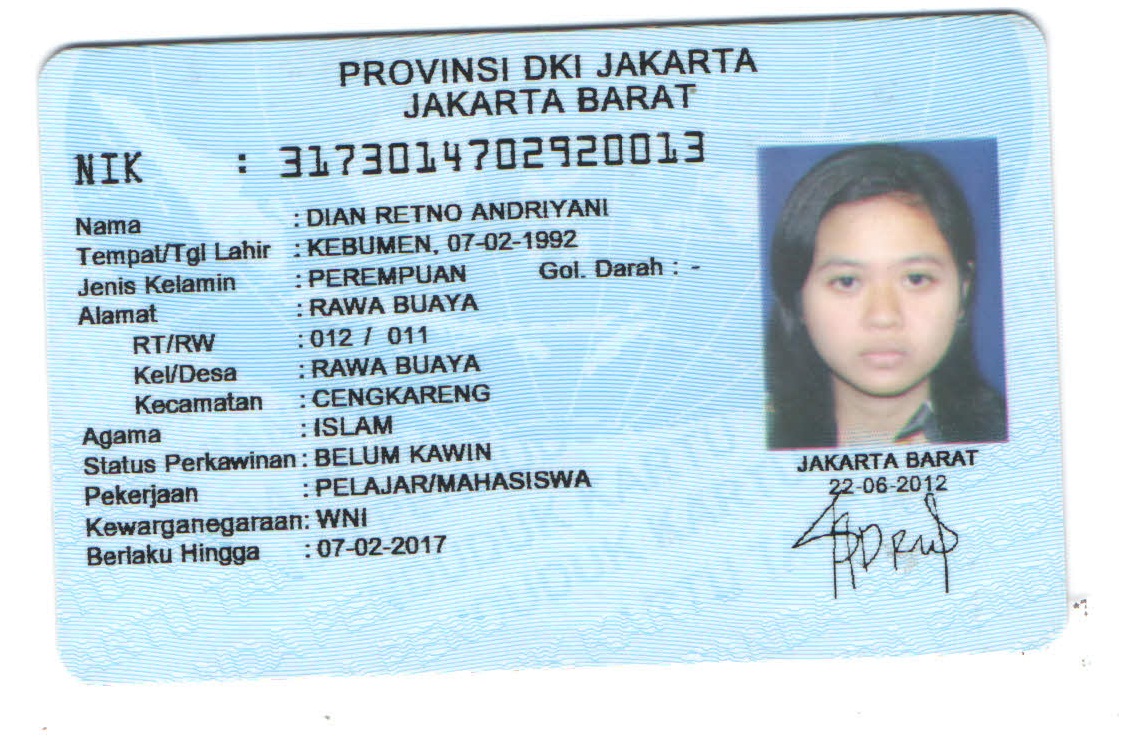 PROVINSI DKI JAKARTA
JAKARTA BARAT
NIK : 3173014702920013
Nama : DIAN RETNO ANDRIYANI
Tempat/Tgl Lahir : KEBUMEN, 07-02-1992
Jenis Kelamin : PEREMPUAN Gol. Darah : -
Alamat : RAWA BUAYA
RT/RW : 012 / 011
Kel/Desa : RAWA BUAYA
Kecamatan : CENGKARENG
Agama : ISLAM
Status Perkawinan : BELUM KAWIN
Pekerjaan : PELAJAR/MAHASISWA
Kewarganegaraan: WNI
Berlaku Hingga : 07-02-2017
JAKARTA BARAT
22-06-2012